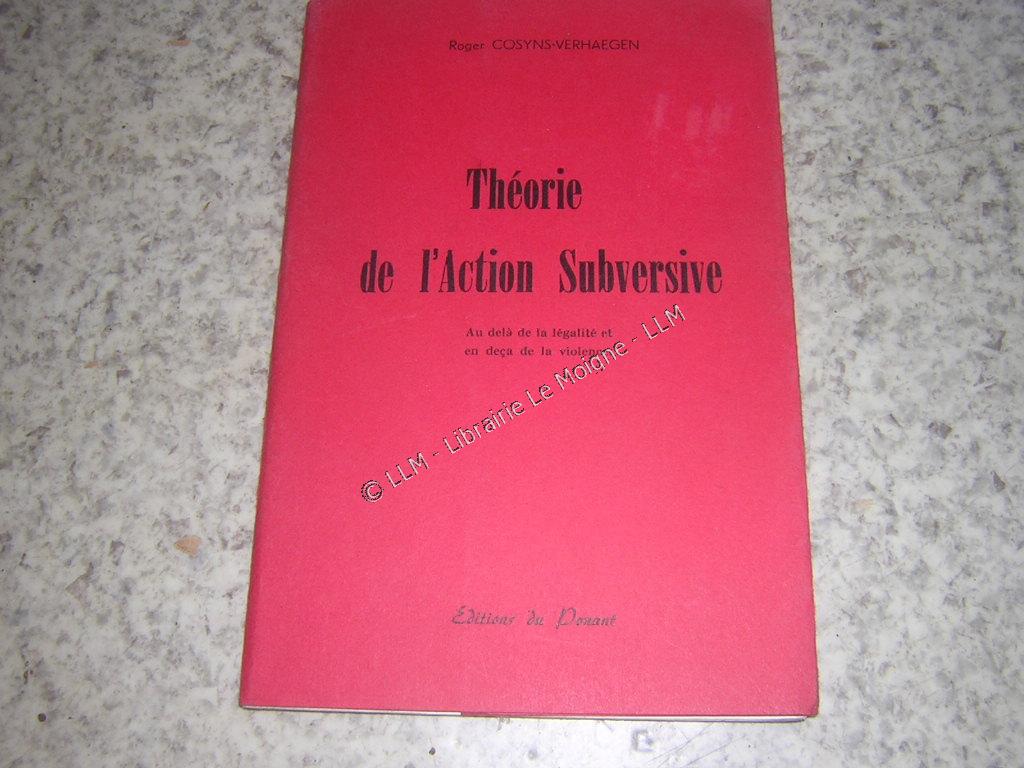 Roger COSYNS-VERHAEGEN
Théorie
de l'Action Subversive
Au delà de la légalité et
en deça de la violence
© LLM - Librairie Le Moigne - LLM
Editions du Ponant